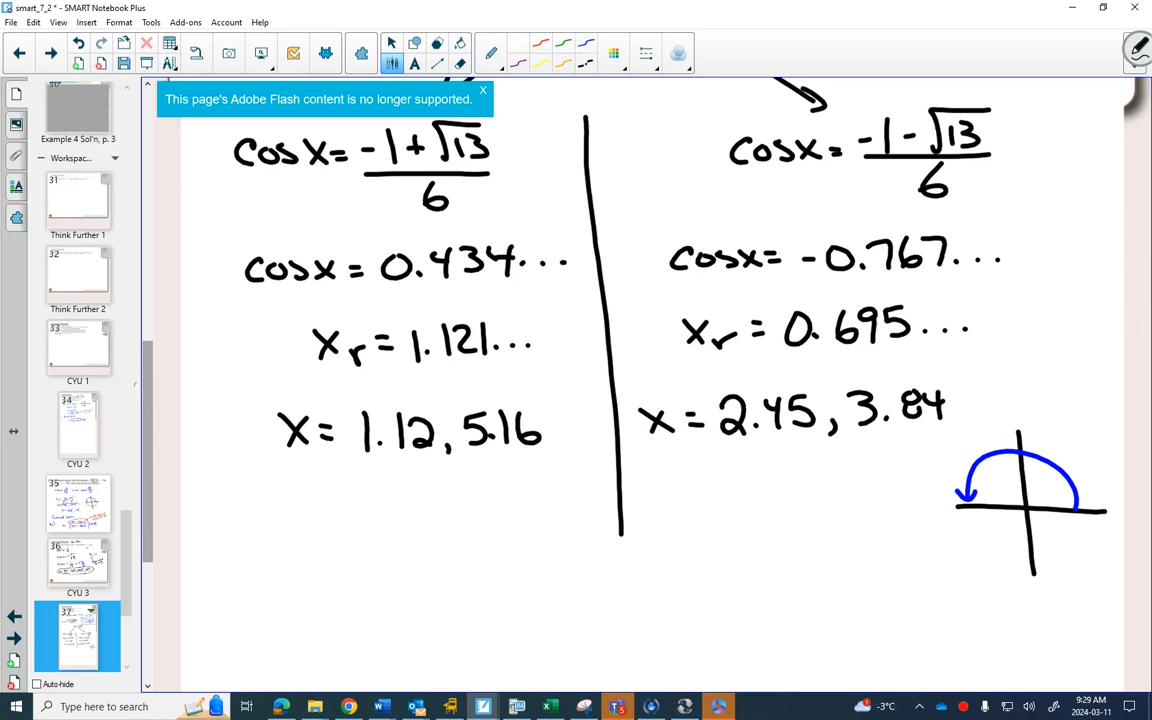 smart_7_2 * - SMART Notebook Plus
File Edit View Insert Format Tools Add-ons Account Help
This page's Adobe Flash content is no longer supported. X
cosx = -1 + √13 / 6
cosx = 0.434...
xr = 1.121...
x = 1.12, 5.16
cosx = -1 - √13 / 6
cosx = -0.767...
xr = 0.695...
x = 2.45, 3.84
Example 4 Sol'n, p. 3
Workspac...
31
Think Further 1
32
Think Further 2
33
CYU 1
34
CYU 2
35
36
CYU 3
37
Auto-hide
Type here to search
-3°C
9:29 AM
2024-03-11